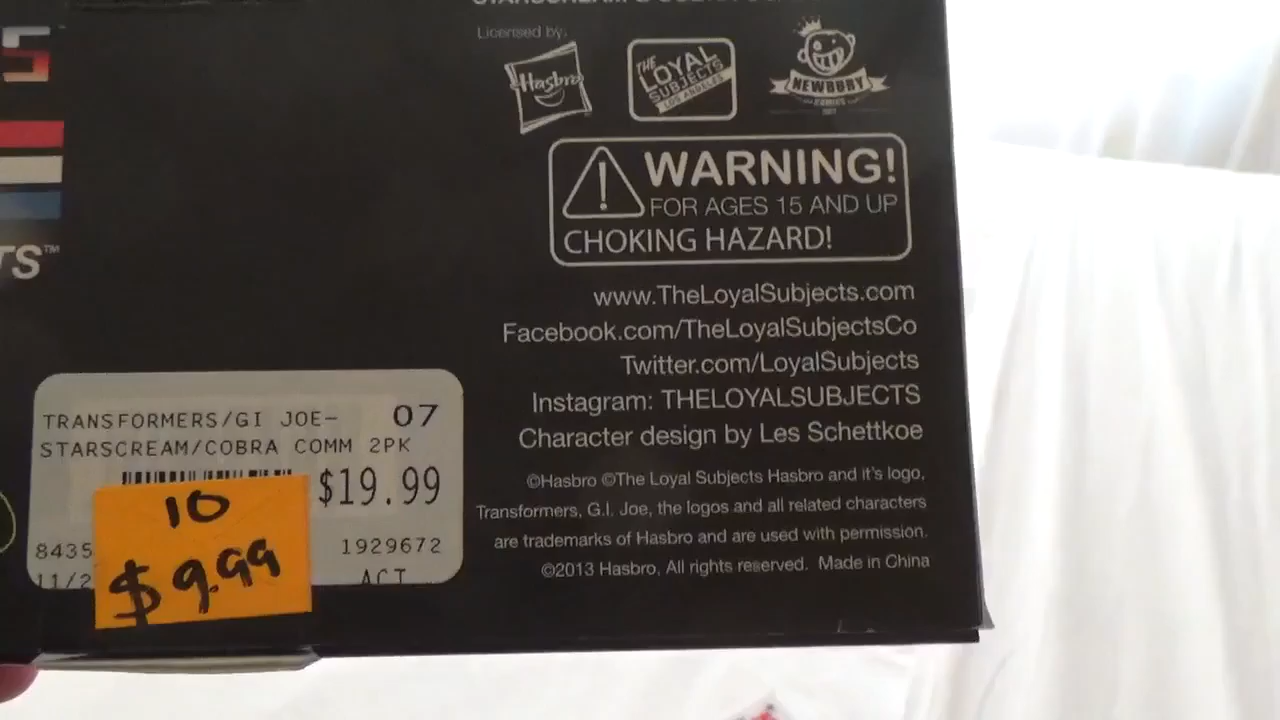 Licensed by:
Hasbro
THE
LOYAL
SUBJECTS
LOS ANGELES
NEWBURY
COMICS
WARNING!
FOR AGES 15 AND UP
CHOKING HAZARD!
TS™
www.TheLoyalSubjects.com
Facebook.com/TheLoyalSubjectsCo
Twitter.com/LoyalSubjects
Instagram: THELOYALSUBJECTS
Character design by Les Schettkoe
©Hasbro ©The Loyal Subjects Hasbro and it's logo,
Transformers, G.I. Joe, the logos and all related characters
are trademarks of Hasbro and are used with permission.
©2013 Hasbro, All rights reserved. Made in China
TRANSFORMERS/GI JOE- 07
STARSCREAM/COBRA COMM 2PK
$19.99
10
$9.99
8435 1929672
11/2 ACT